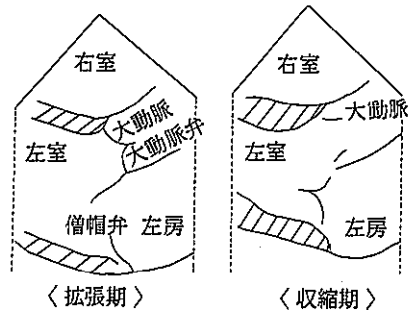 右室
大動脈
大動脈弁
左室
僧帽弁
左房
〈 拡張期 〉
右室
大動脈
左室
左房
〈 収縮期 〉